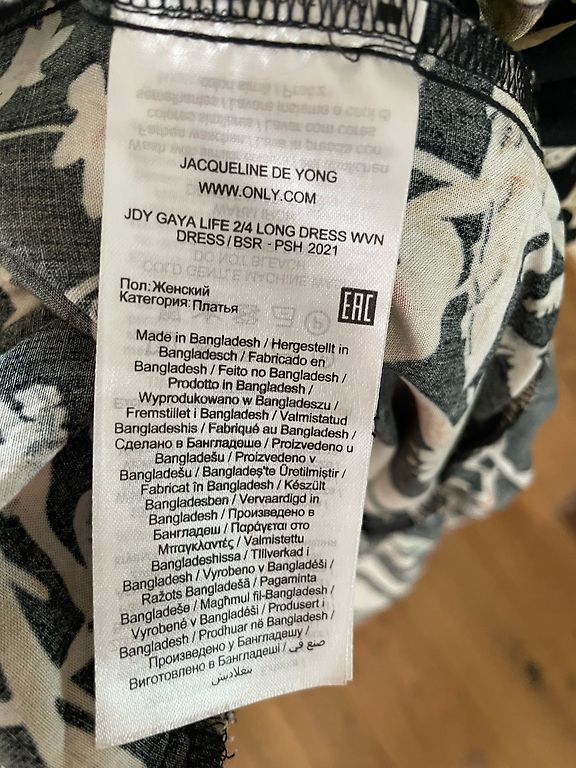 JACQUELINE DE YONG
WWW.ONLY.COM
JDY GAYA LIFE 2/4 LONG DRESS WVN
DRESS/BSR - PSH 2021
Пол: Женский
Категория: Платья
EAC
Made in Bangladesh / Hergestellt in
Bangladesch / Fabricado en
Bangladesh / Feito no Bangladesh /
Prodotto in Bangladesh /
Wyprodukowano w Bangladeszu /
Fremstillet i Bangladesh / Valmistatud
Bangladeshis / Fabriqué au Bangladesh /
Сделано в Бангладеше / Proizvedeno u
Bangladešu / Proizvedeno v
Bangladešu / Bangladeş'te Üretilmiştir /
Fabricat în Bangladesh / Készült
Bangladesben / Vervaardigd in
Bangladesh / Произведено в
Бангладеш / Παράγεται στο
Μπαγκλαντές / Valmistettu
Bangladeshissa / Tillverkad i
Bangladesh / Vyrobeno v Bangladéši /
Ražots Bangladešā / Pagaminta
Bangladeše / Magħmul fil-Bangladesh /
Vyrobené v Bangladéši / Produsert i
Bangladesh / Prodhuar në Bangladesh /
Произведено у Бангладешу /
Виготовлено в Бангладеші / صنع في
بنغلاديش